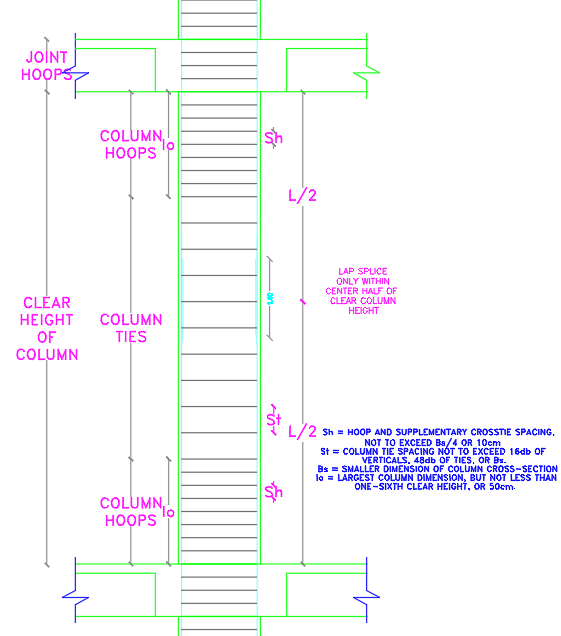 JOINT
HOOPS
COLUMN
HOOPS
lo
Sh
L/2
LAP SPLICE
ONLY WITHIN
CENTER HALF OF
CLEAR COLUMN
HEIGHT
CLEAR
HEIGHT
OF
COLUMN
COLUMN
TIES
St
L/2
Sh = HOOP AND SUPPLEMENTARY CROSSTIE SPACING,
NOT TO EXCEED Bs/4 OR 10cm
St = COLUMN TIE SPACING NOT TO EXCEED 16db OF
VERTICALS, 48db OF TIES, OR Bs.
Bs = SMALLER DIMENSION OF COLUMN CROSS-SECTION
lo = LARGEST COLUMN DIMENSION, BUT NOT LESS THAN
ONE-SIXTH CLEAR HEIGHT, OR 50cm.
Sh
COLUMN
HOOPS
lo